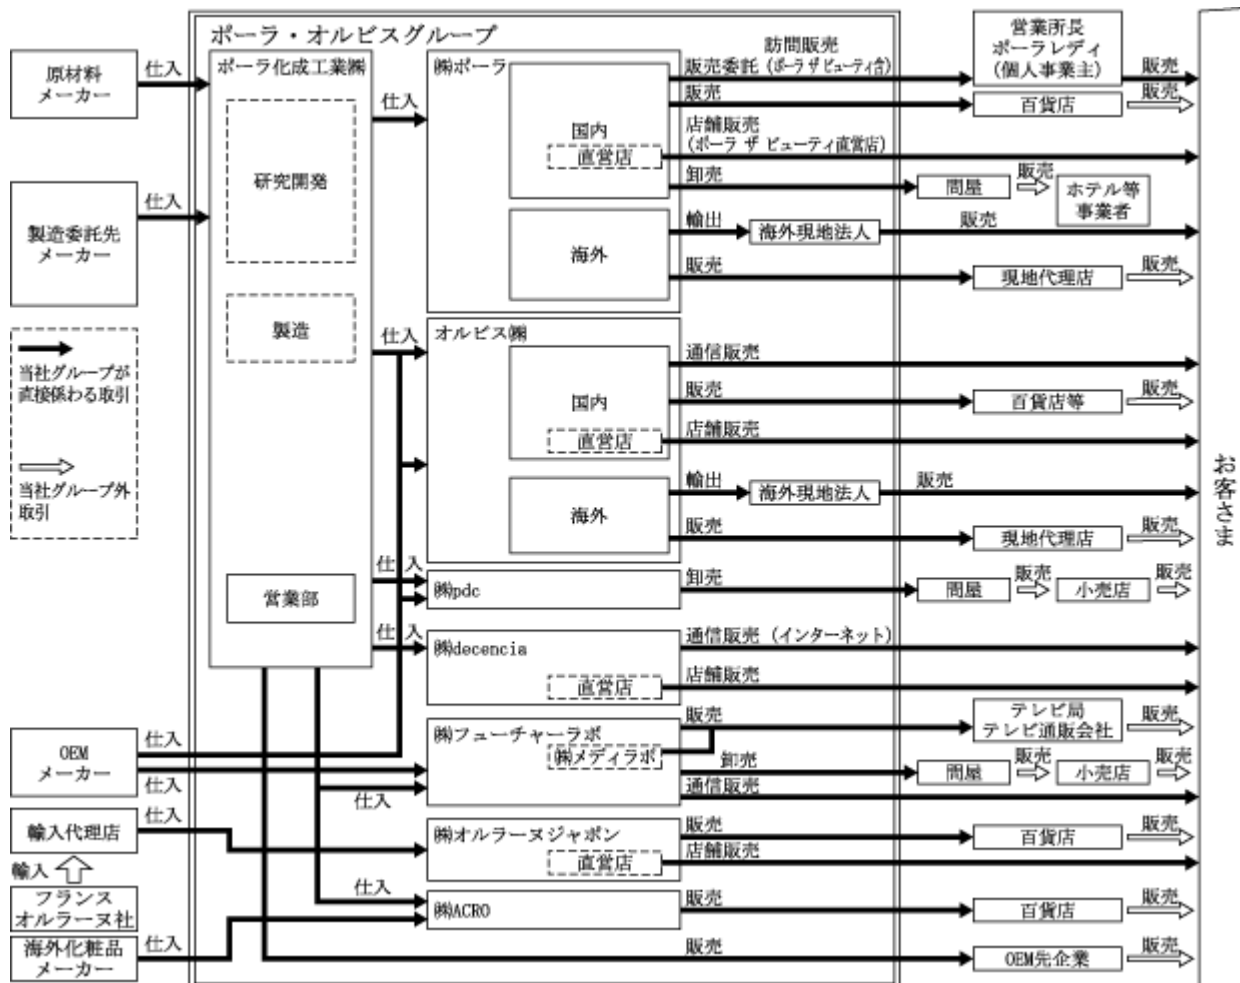 ポーラ・オルビスグループ
原材料
メーカー
仕入
製造委託先
メーカー
仕入
当社グループが
直接係わる取引
当社グループ外
取引
OEM
メーカー
仕入
仕入
輸入代理店
仕入
輸入
フランス
オルラーヌ社
海外化粧品
メーカー
仕入
ポーラ化成工業㈱
研究開発
製造
営業部
仕入
仕入
仕入
仕入
仕入
仕入
㈱ポーラ
国内
直営店
海外
訪問販売
販売委託（ポーラ ザ ビューティ含）
営業所長
ポーラレディ
(個人事業主)
販売
販売
百貨店
販売
店舗販売
(ポーラ ザ ビューティ直営店)
卸売
問屋
販売
ホテル等
事業者
輸出
海外現地法人
販売
販売
現地代理店
販売
オルビス㈱
国内
直営店
海外
通信販売
販売
百貨店等
販売
店舗販売
輸出
海外現地法人
販売
販売
現地代理店
販売
㈱pdc
卸売
問屋
販売
小売店
販売
㈱decencia
直営店
通信販売（インターネット）
店舗販売
㈱フューチャーラボ
㈱メディラボ
販売
テレビ局
テレビ通販会社
販売
卸売
問屋
販売
小売店
販売
通信販売
㈱オルラーヌジャポン
直営店
販売
百貨店
販売
店舗販売
㈱ACRO
販売
百貨店
販売
販売
OEM先企業
販売
お客さま